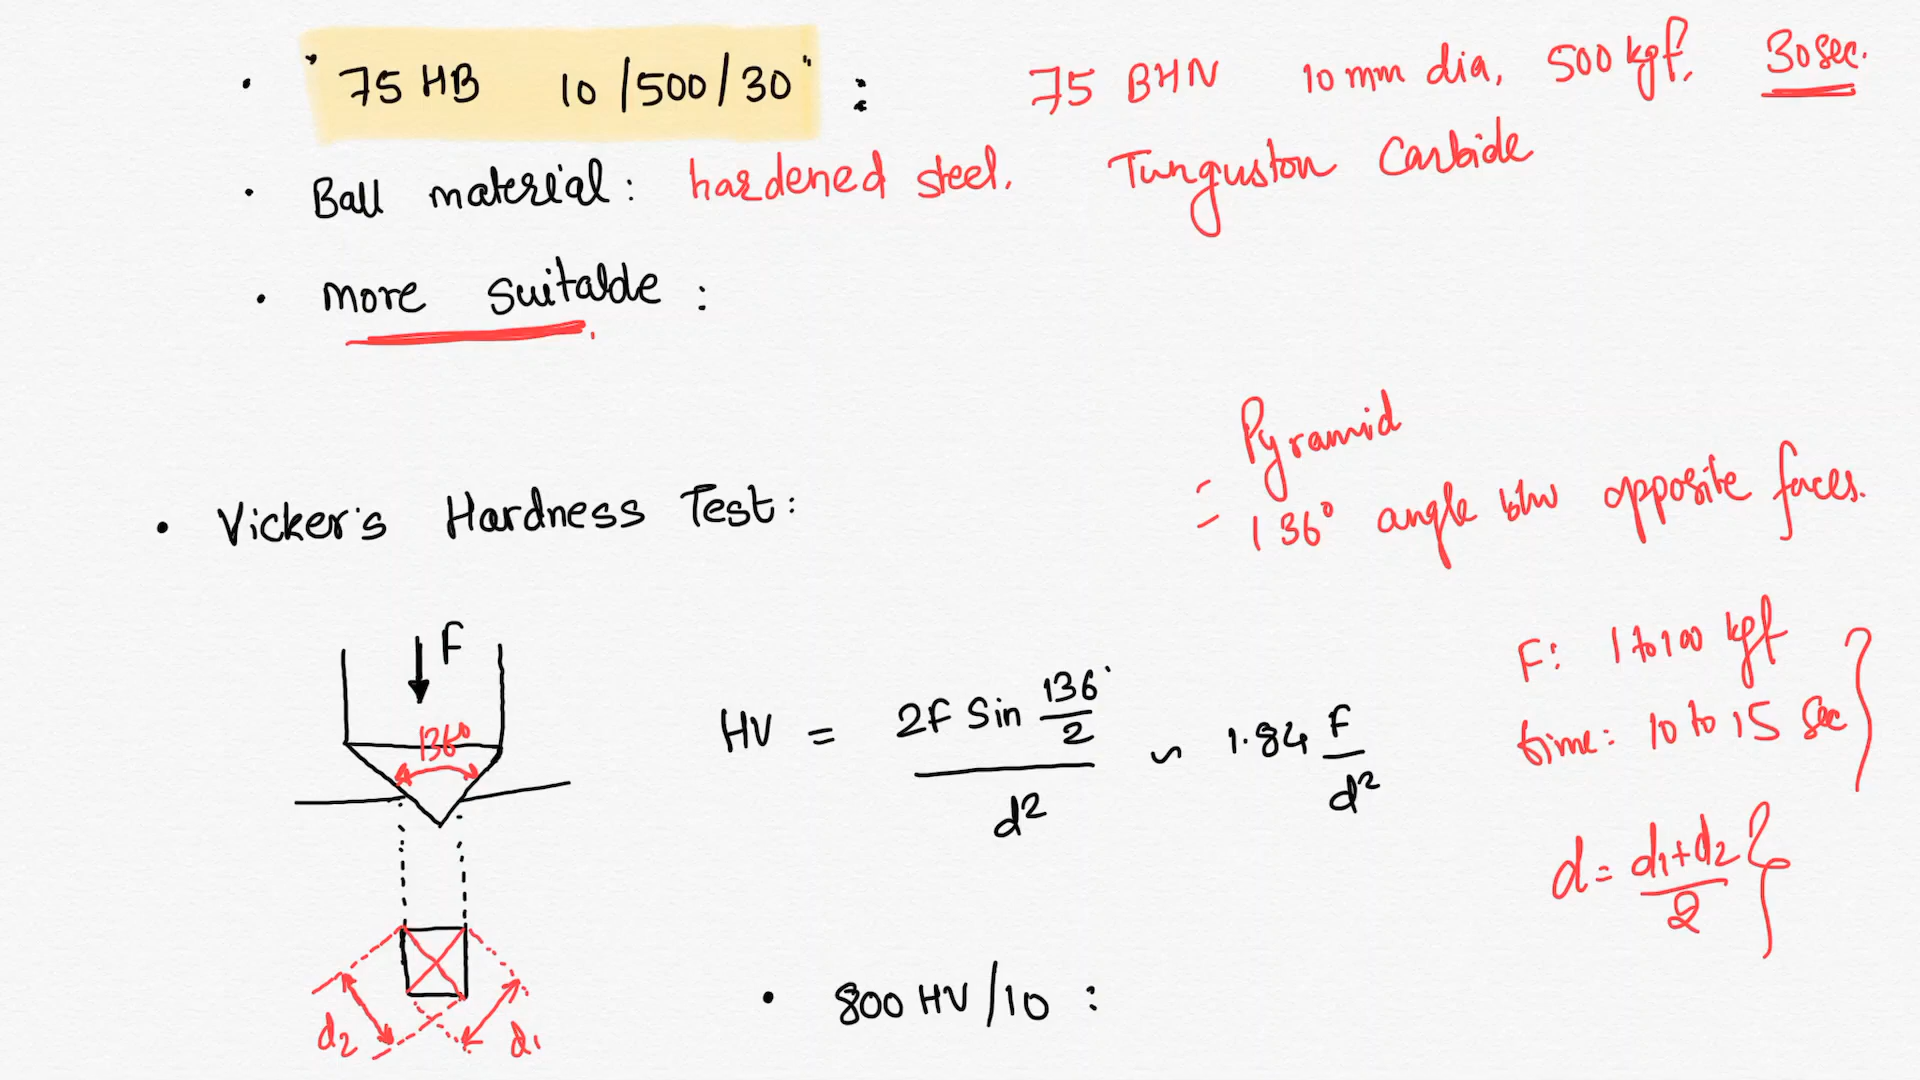 • "75 HB 10/500/30" : 75 BHN 10 mm dia, 500 kgf, 30 sec.
• Ball material: hardened steel. Tunguston Carbide
• more suitable :
Pyramid
• Vicker's Hardness Test: = 136° angle b/w opposite faces.
F
136°
HV = 2F Sin 136°/2 / d² ~ 1.84 F/d²
F: 1 to 100 kgf
time: 10 to 15 sec
d = d1+d2/2
d2 d1
• 800 HV/10 :